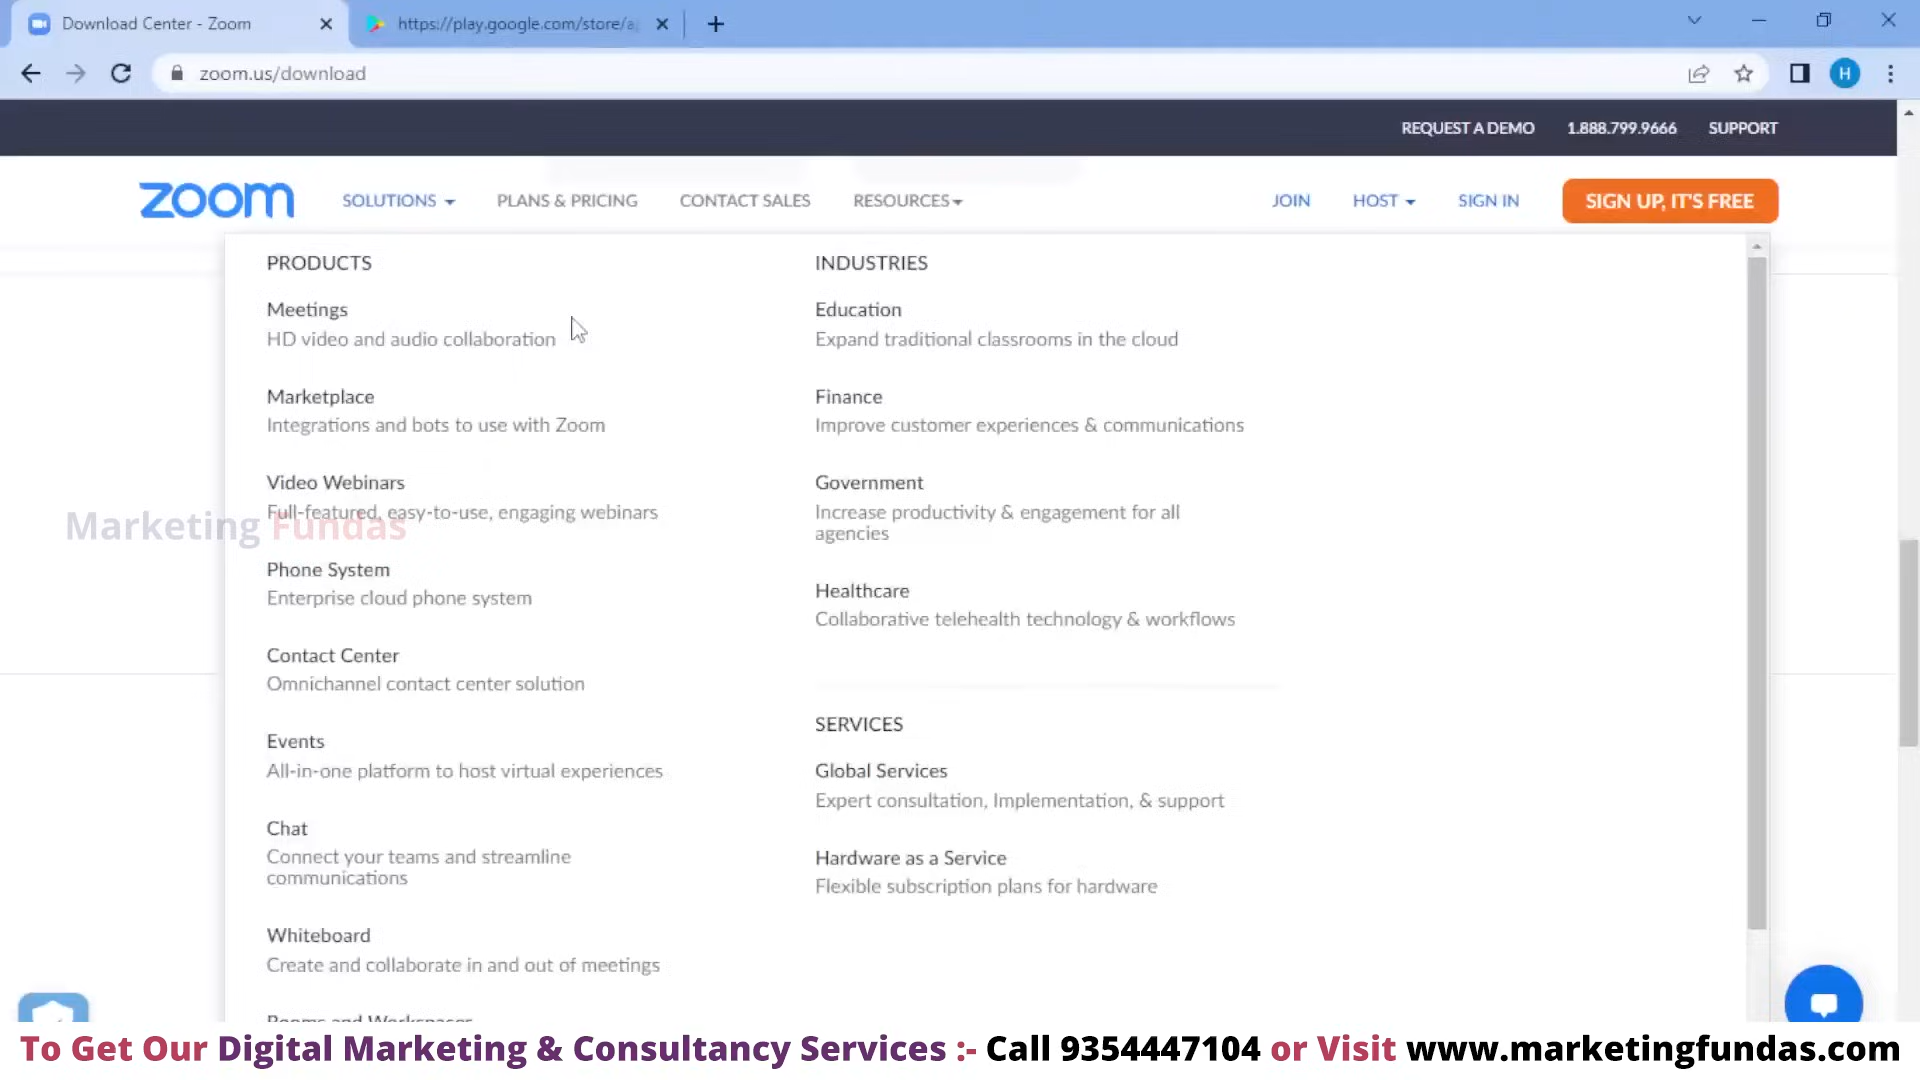 Download Center - Zoom
https://play.google.com/store/a
zoom.us/download
H
REQUEST A DEMO 1.888.799.9666 SUPPORT
zoom SOLUTIONS PLANS & PRICING CONTACT SALES RESOURCES JOIN HOST SIGN IN SIGN UP, IT'S FREE
PRODUCTS
Meetings
HD video and audio collaboration
Marketplace
Integrations and bots to use with Zoom
Video Webinars
Full-featured, easy-to-use, engaging webinars
Marketing Fundas
Phone System
Enterprise cloud phone system
Contact Center
Omnichannel contact center solution
Events
All-in-one platform to host virtual experiences
Chat
Connect your teams and streamline
communications
Whiteboard
Create and collaborate in and out of meetings
Rooms and Workspaces
INDUSTRIES
Education
Expand traditional classrooms in the cloud
Finance
Improve customer experiences & communications
Government
Increase productivity & engagement for all
agencies
Healthcare
Collaborative telehealth technology & workflows
SERVICES
Global Services
Expert consultation, Implementation, & support
Hardware as a Service
Flexible subscription plans for hardware
To Get Our Digital Marketing & Consultancy Services :- Call 9354447104 or Visit www.marketingfundas.com